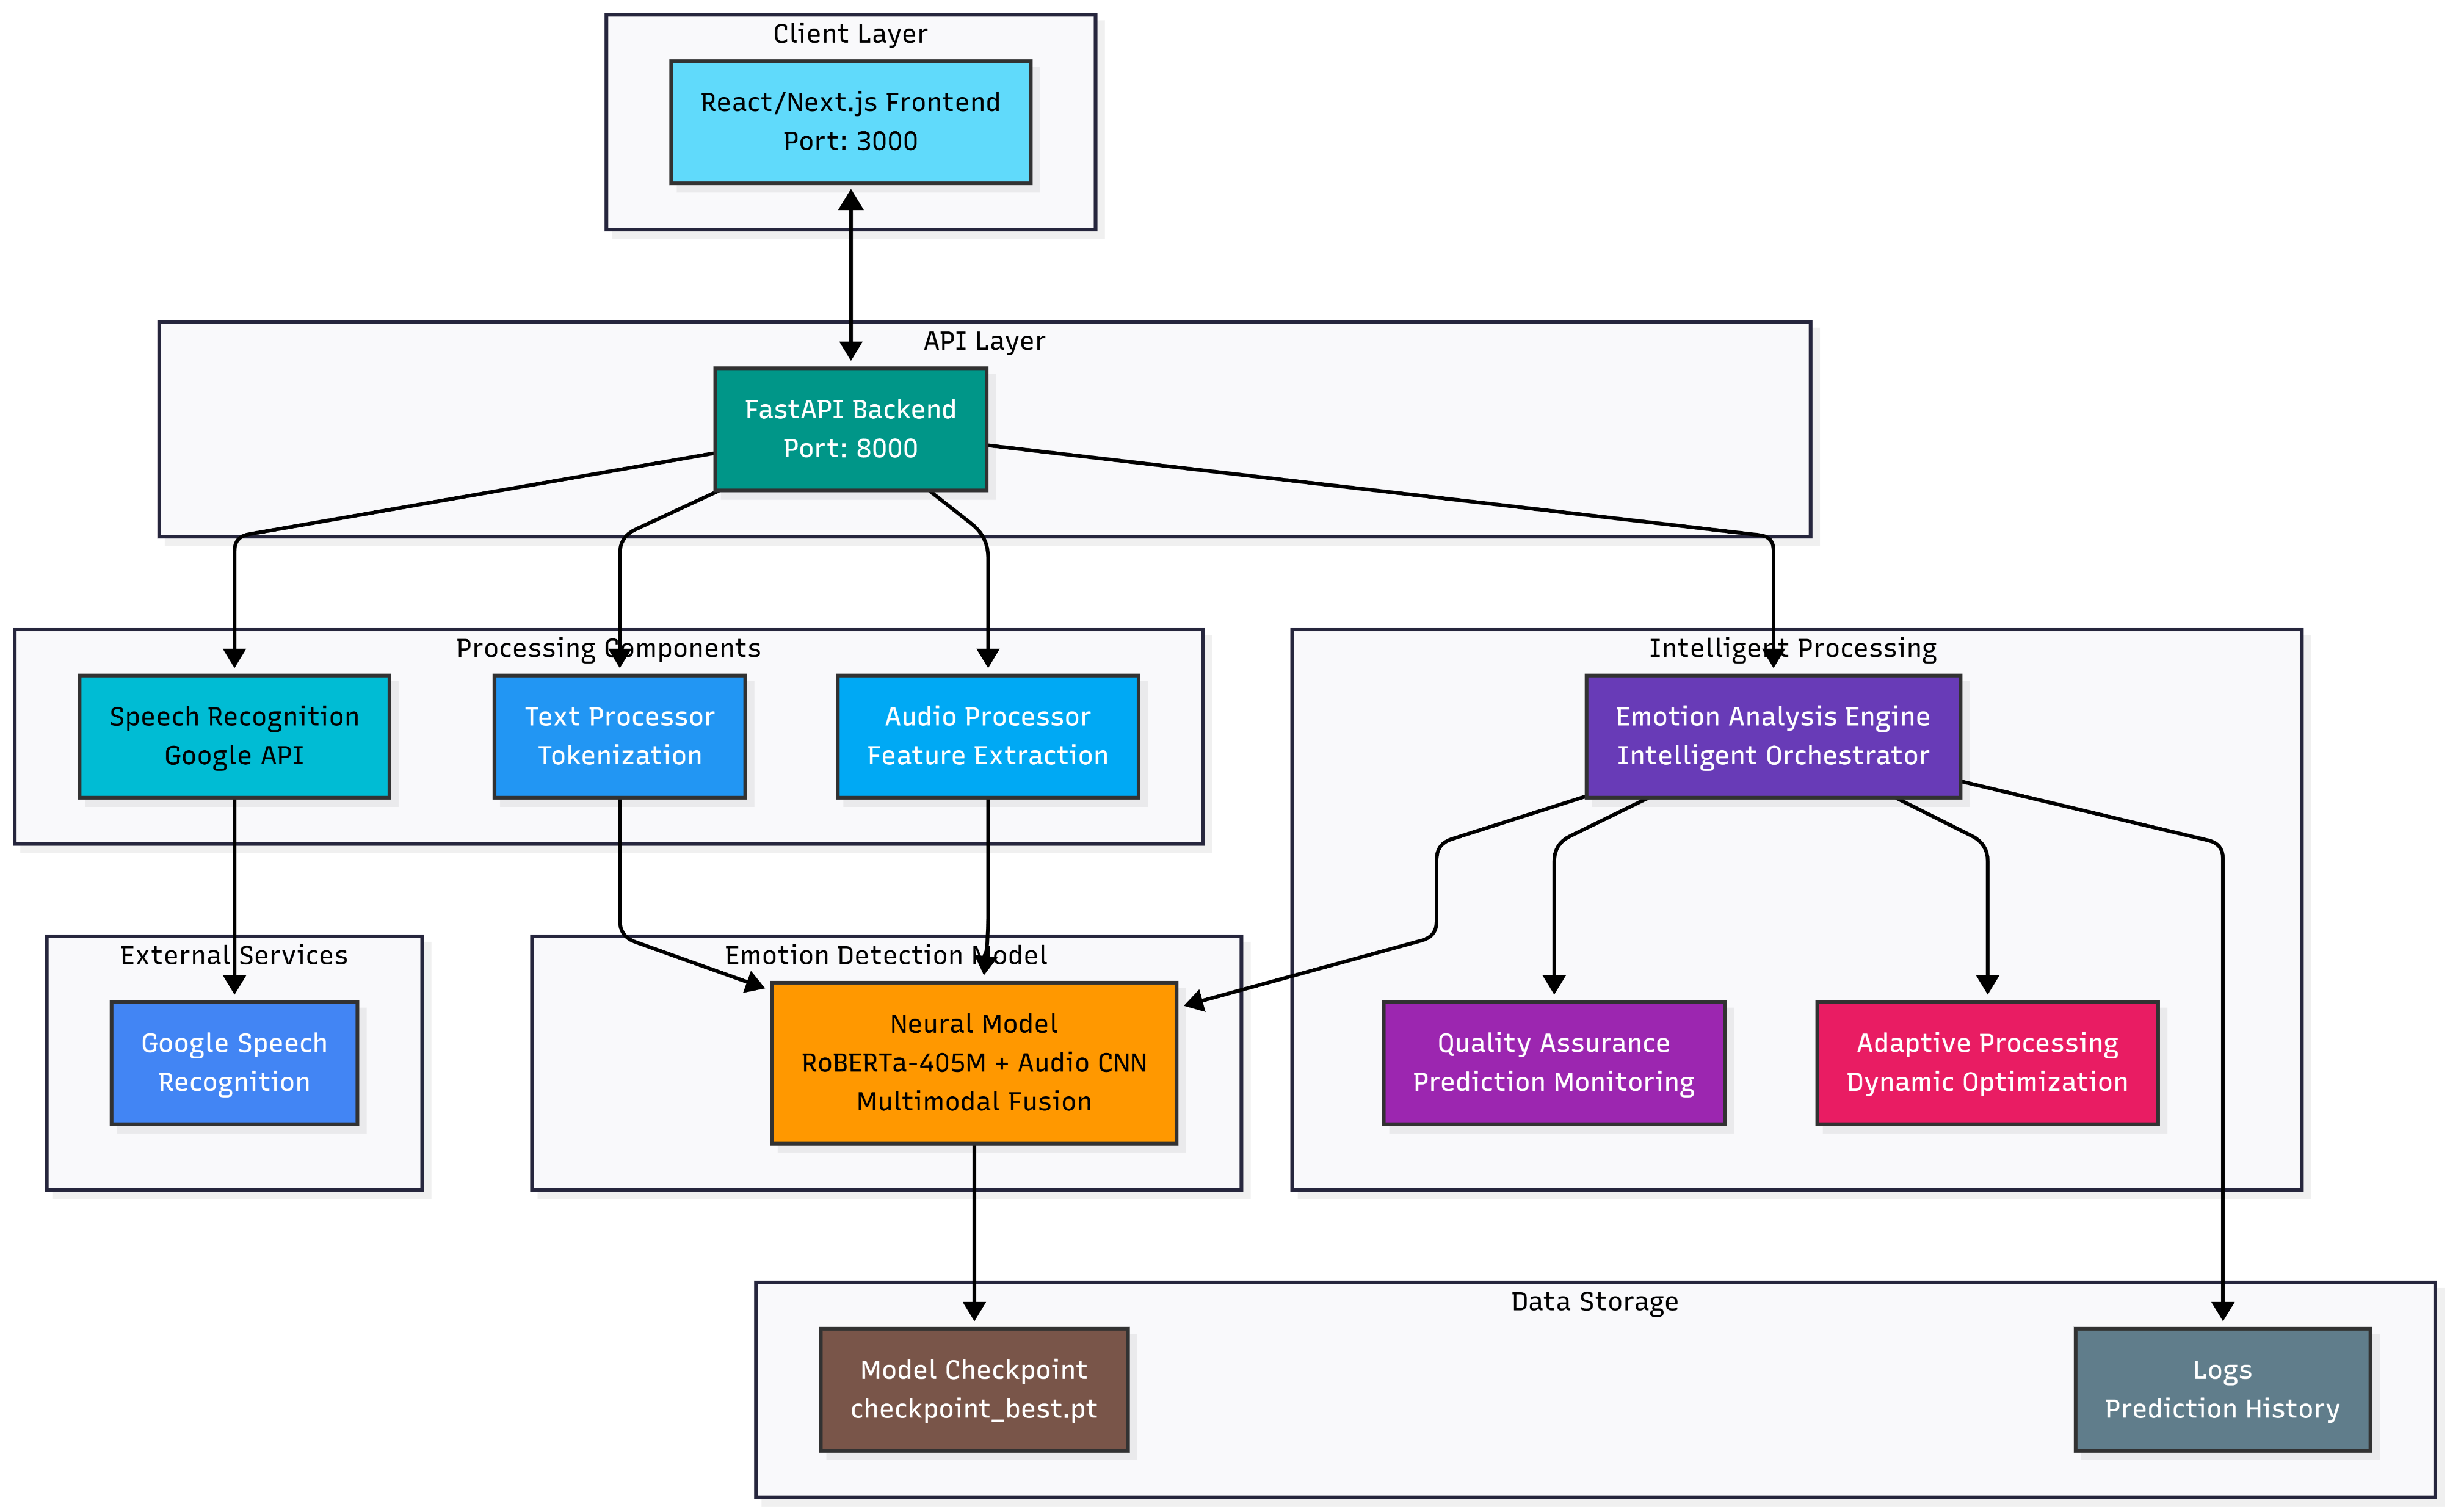 Client Layer
React/Next.js Frontend
Port: 3000
API Layer
FastAPI Backend
Port: 8000
Processing Components
Speech Recognition
Google API
Text Processor
Tokenization
Audio Processor
Feature Extraction
Intelligent Processing
Emotion Analysis Engine
Intelligent Orchestrator
External Services
Google Speech
Recognition
Emotion Detection Model
Neural Model
RoBERTa-405M + Audio CNN
Multimodal Fusion
Quality Assurance
Prediction Monitoring
Adaptive Processing
Dynamic Optimization
Data Storage
Model Checkpoint
checkpoint_best.pt
Logs
Prediction History